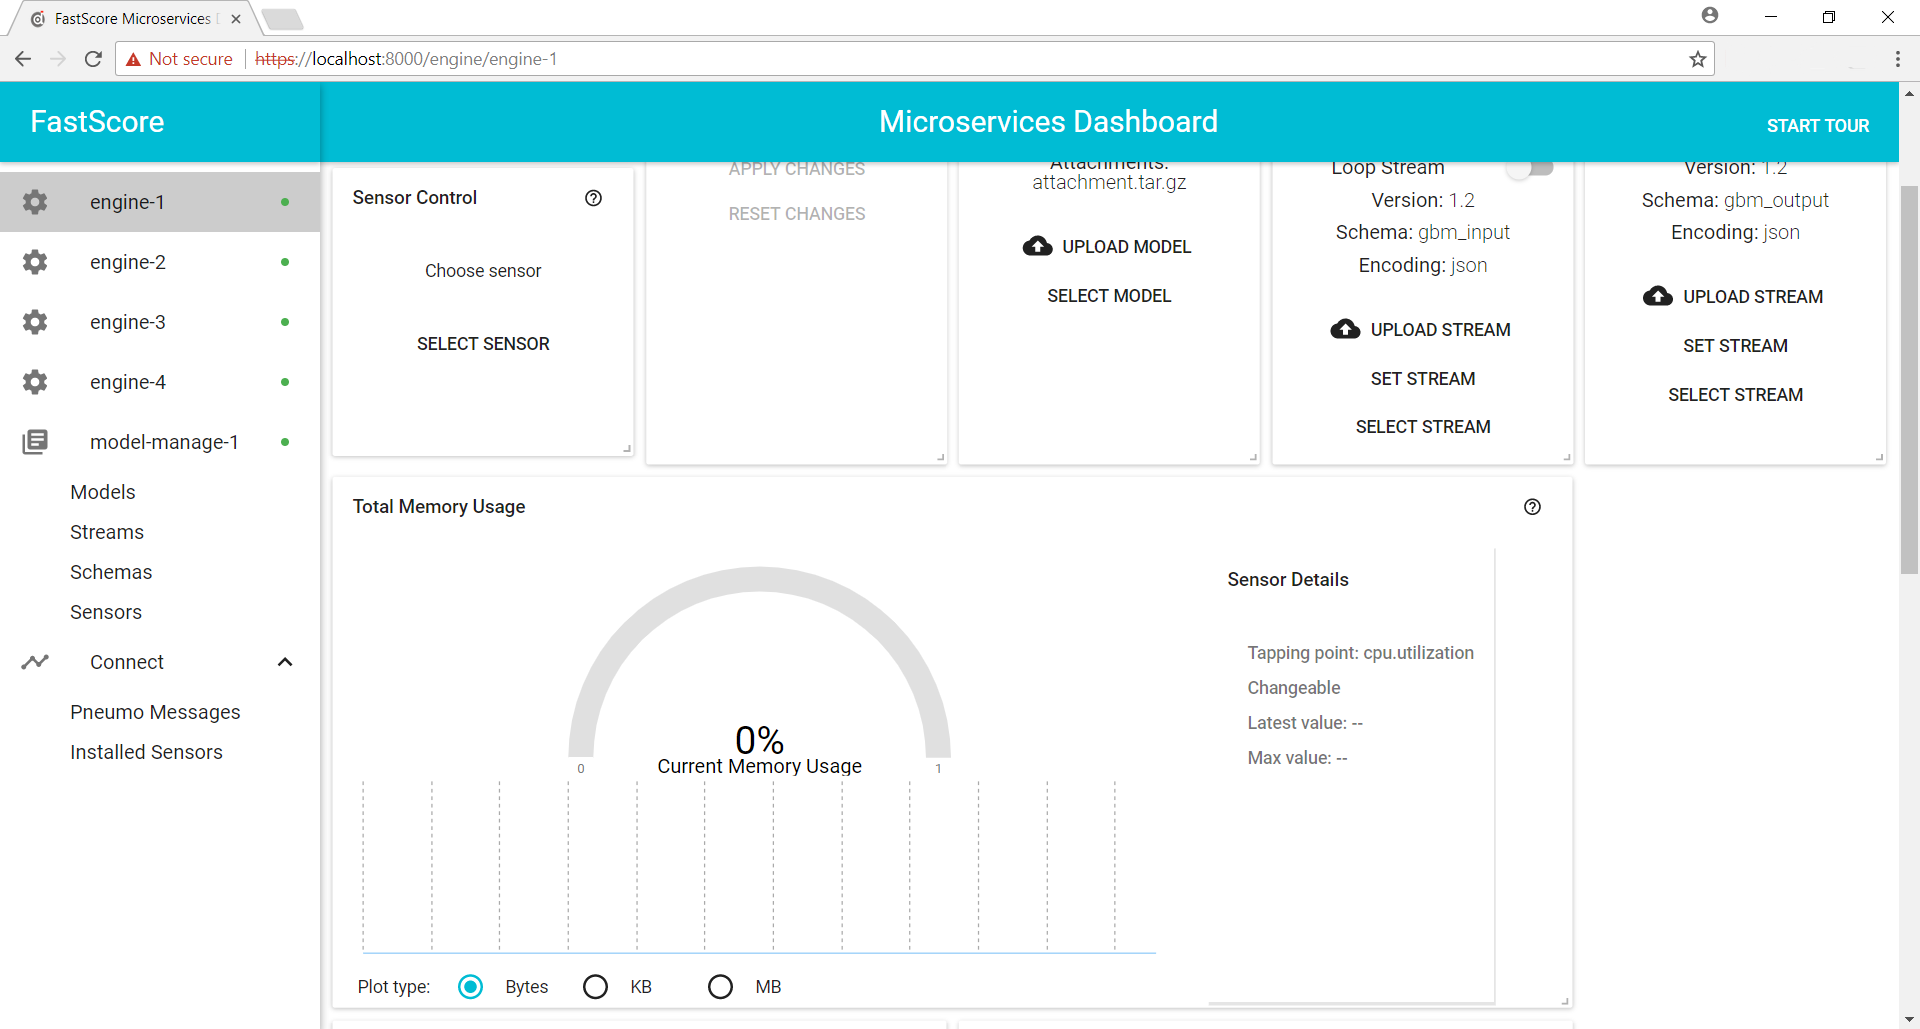 FastScore Microservices
Not secure
https://localhost:8000/engine/engine-1
FastScore
Microservices Dashboard
START TOUR
engine-1
engine-2
engine-3
engine-4
model-manage-1
Models
Streams
Schemas
Sensors
Connect
Pneumo Messages
Installed Sensors
Sensor Control
Choose sensor
SELECT SENSOR
APPLY CHANGES
RESET CHANGES
Attachments:
attachment.tar.gz
UPLOAD MODEL
SELECT MODEL
Loop Stream
Version: 1.2
Schema: gbm_input
Encoding: json
UPLOAD STREAM
SET STREAM
SELECT STREAM
Version: 1.2
Schema: gbm_output
Encoding: json
UPLOAD STREAM
SET STREAM
SELECT STREAM
Total Memory Usage
0%
Current Memory Usage
0
1
Sensor Details
Tapping point: cpu.utilization
Changeable
Latest value: --
Max value: --
Plot type:
Bytes
KB
MB